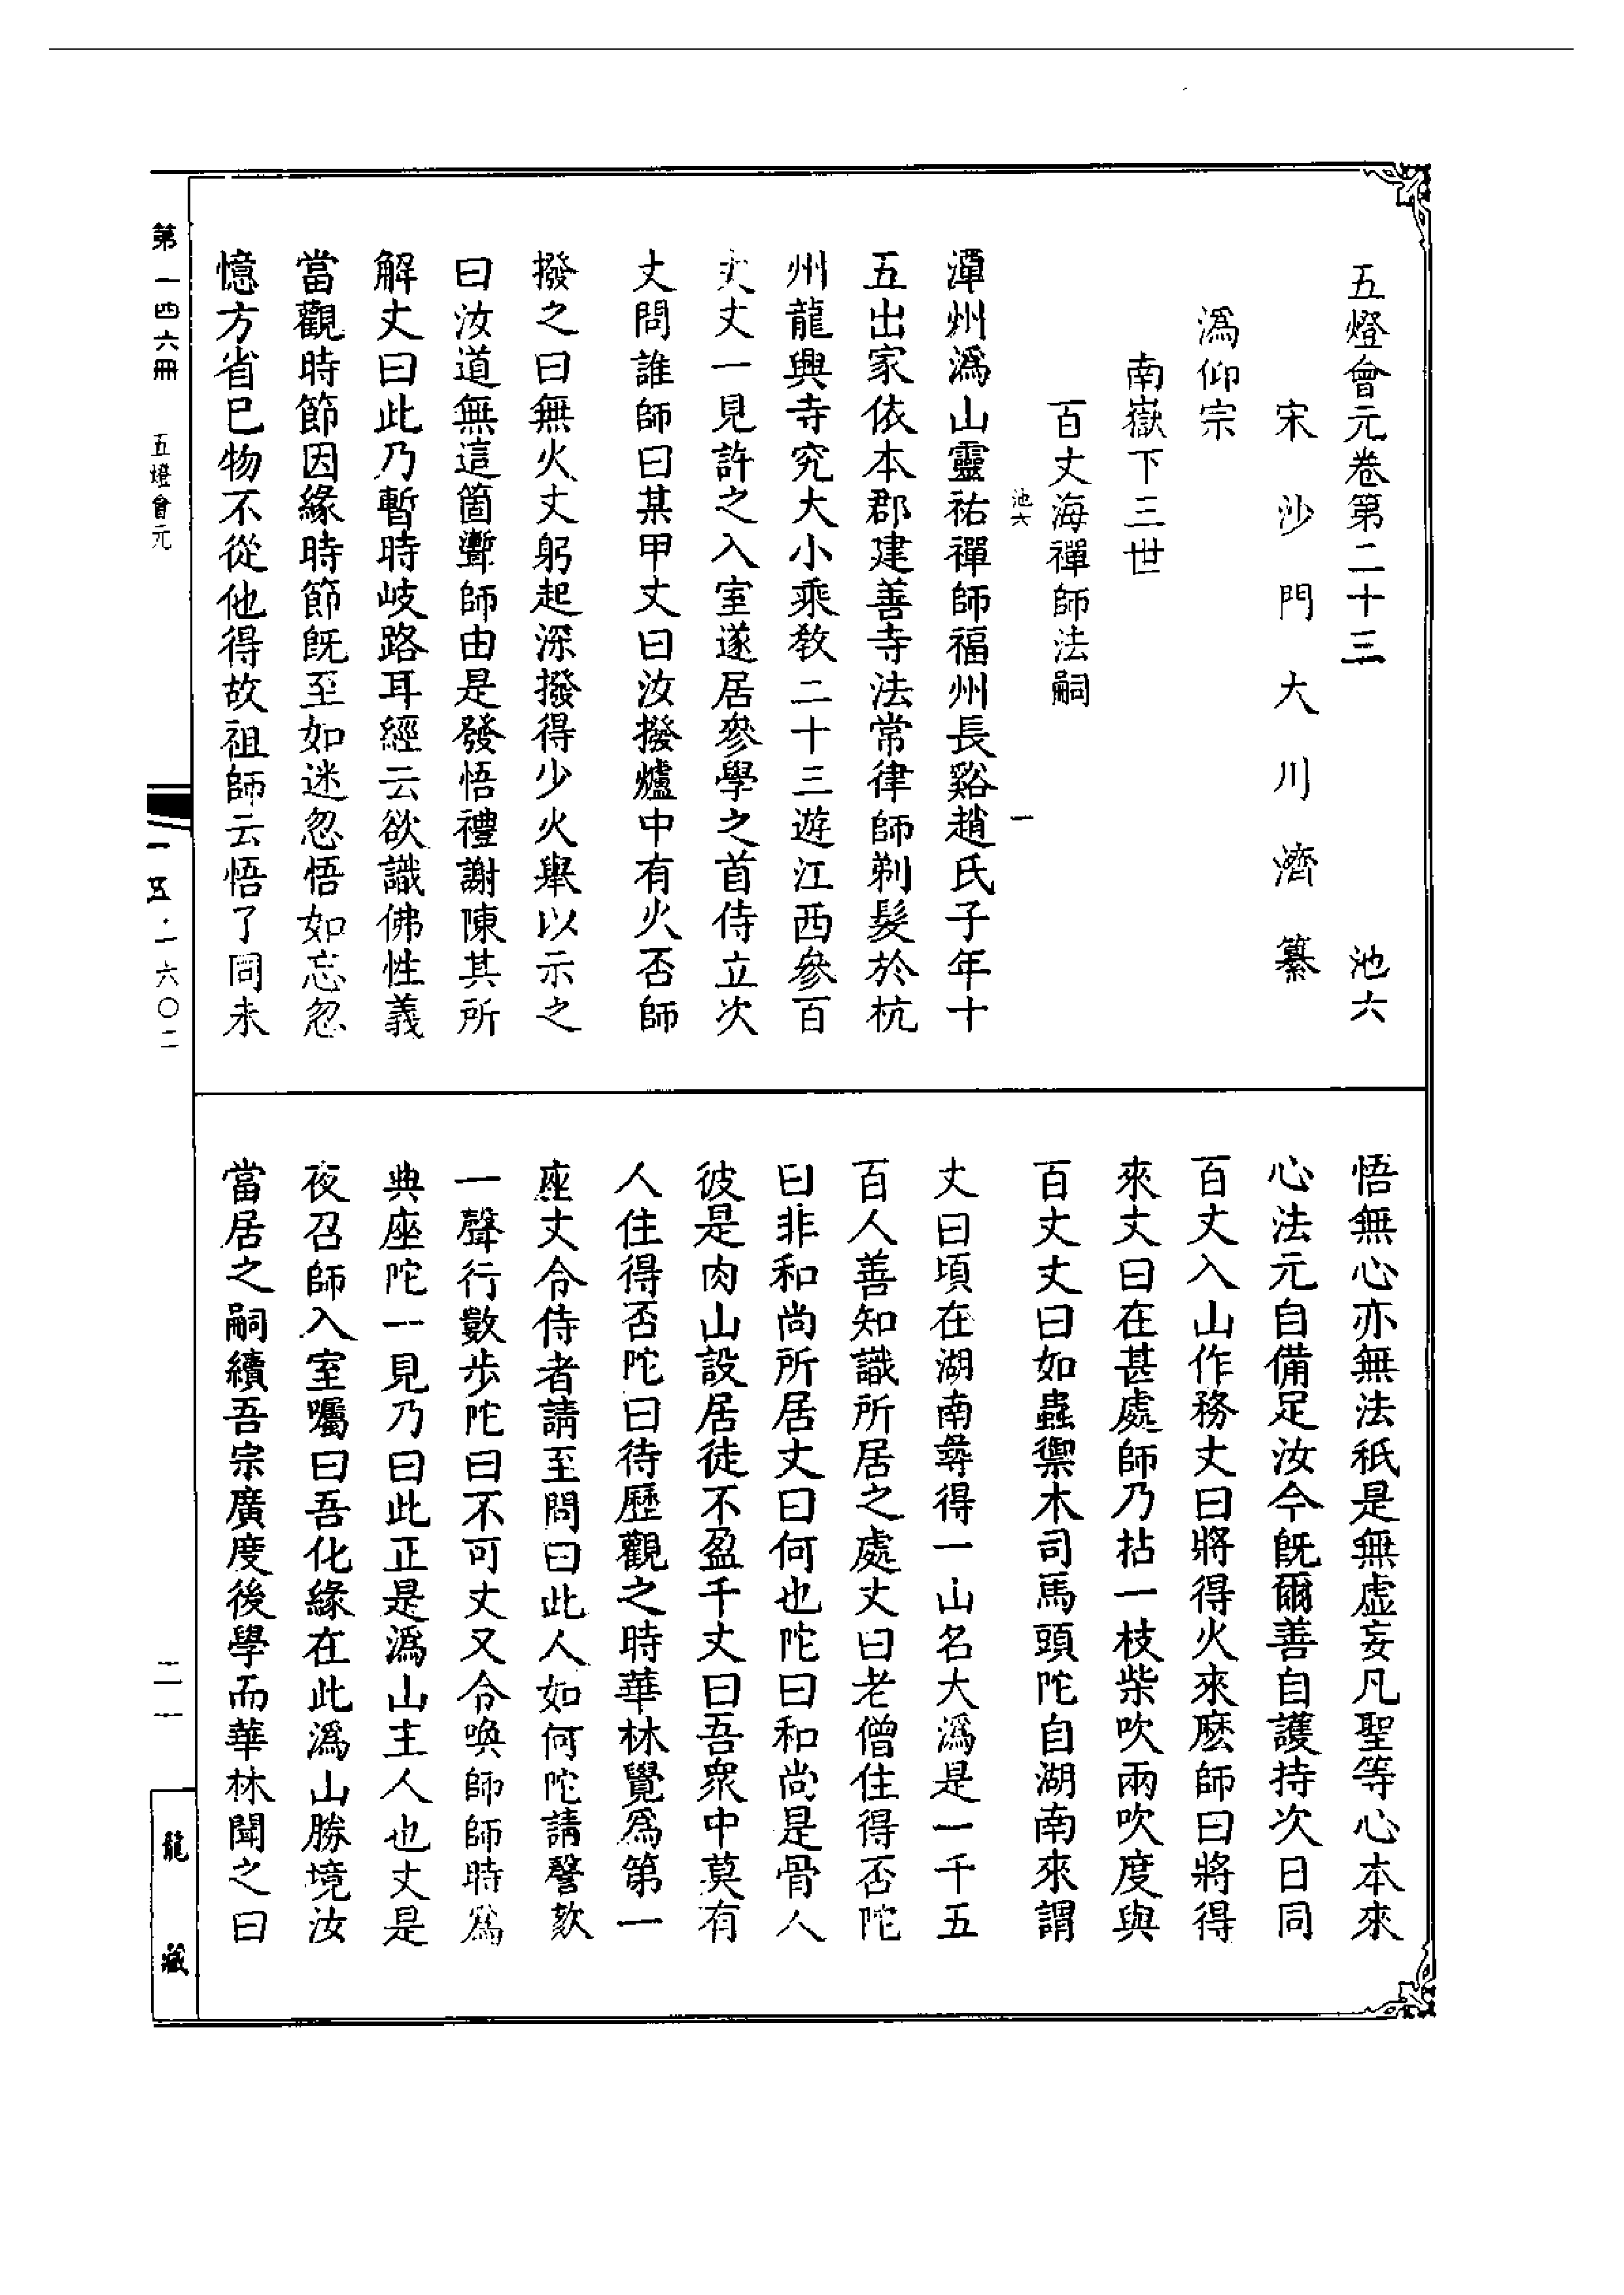 五燈會元卷第二十三 池六
宋沙門大川濟纂
潙仰宗
南嶽下三世
百丈海禪師法嗣
池六 一
潭州潙山靈祐禪師福州長谿趙氏子年十
五出家依本郡建善寺法常律師剃髮於杭
州龍興寺究大小乘教二十三遊江西參百
丈丈一見許之入室遂居參學之首侍立次
丈問誰師曰某甲丈曰汝撥爐中有火否師
撥之曰無火丈躬起深撥得少火舉以示之
曰汝道無這箇聻師由是發悟禮謝陳其所
解丈曰此乃暫時岐路耳經云欲識佛性義
當觀時節因緣時節既至如迷忽悟如忘忽
憶方省巳物不從他得故祖師云悟了同未
悟無心亦無法祇是無虛妄凡聖等心本來
心法元自備足汝今既爾善自護持次日同
百丈入山作務丈曰將得火來麽師曰將得
來丈曰在甚處師乃拈一枝柴吹兩吹度與
百丈丈曰如蟲禦木司馬頭陀自湖南來謂
丈曰頃在湖南尋得一山名大潙是一千五
百人善知識所居之處丈曰老僧住得否陀
曰非和尚所居丈曰何也陀曰和尚是骨人
彼是肉山設居徒不盈千丈曰吾衆中莫有
人住得否陀曰待歷觀之時華林覺爲第一
座丈令侍者請至問曰此人如何陀請謦欬
一聲行數步陀曰不可丈又令喚師師時爲
典座陀一見乃曰此正是潙山主人也丈是
夜召師入室囑曰吾化緣在此潙山勝境汝
當居之嗣續吾宗廣度後學而華林聞之曰
第一四六冊 五燈會元
一五·一六〇二
二一
龍藏